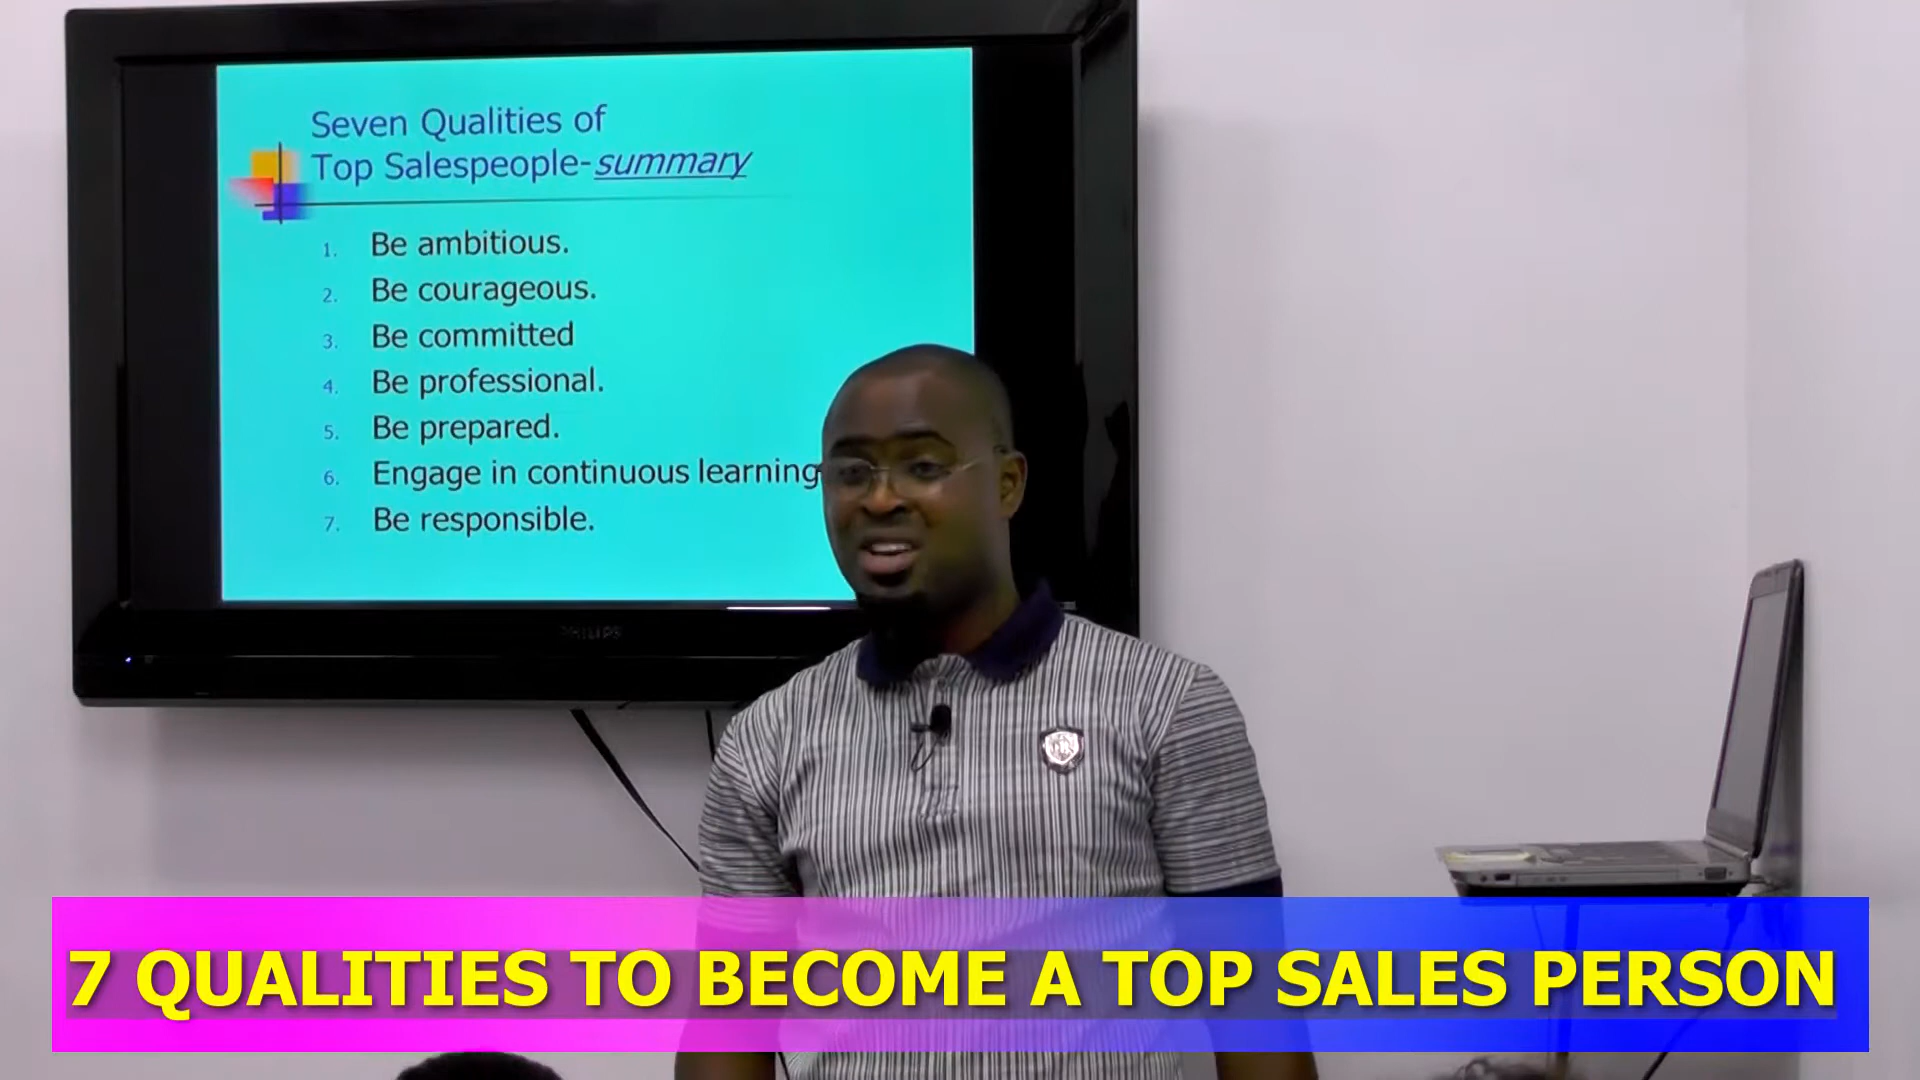 Seven Qualities of
Top Salespeople-summary
1. Be ambitious.
2. Be courageous.
3. Be committed
4. Be professional.
5. Be prepared.
6. Engage in continuous learning
7. Be responsible.
PHILIPS
7 QUALITIES TO BECOME A TOP SALES PERSON